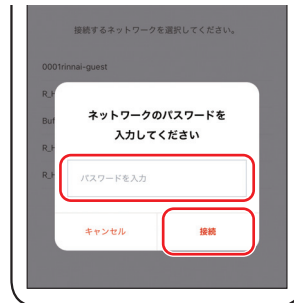 接続するネットワークを選択してください。
0001rinnai-guest
R_H
Buf
ネットワークのパスワードを
入力してください
R_H
R_H
パスワードを入力
キャンセル
接続